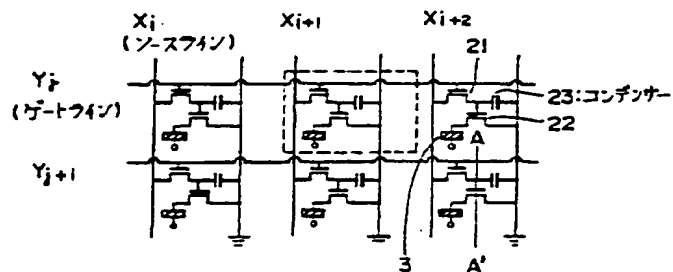 Xi Xi+1 Xi+2
(ソースライン)
21
Yj
23:コンデンサー
(ゲートライン)
22
A
Yj+1
3
A'